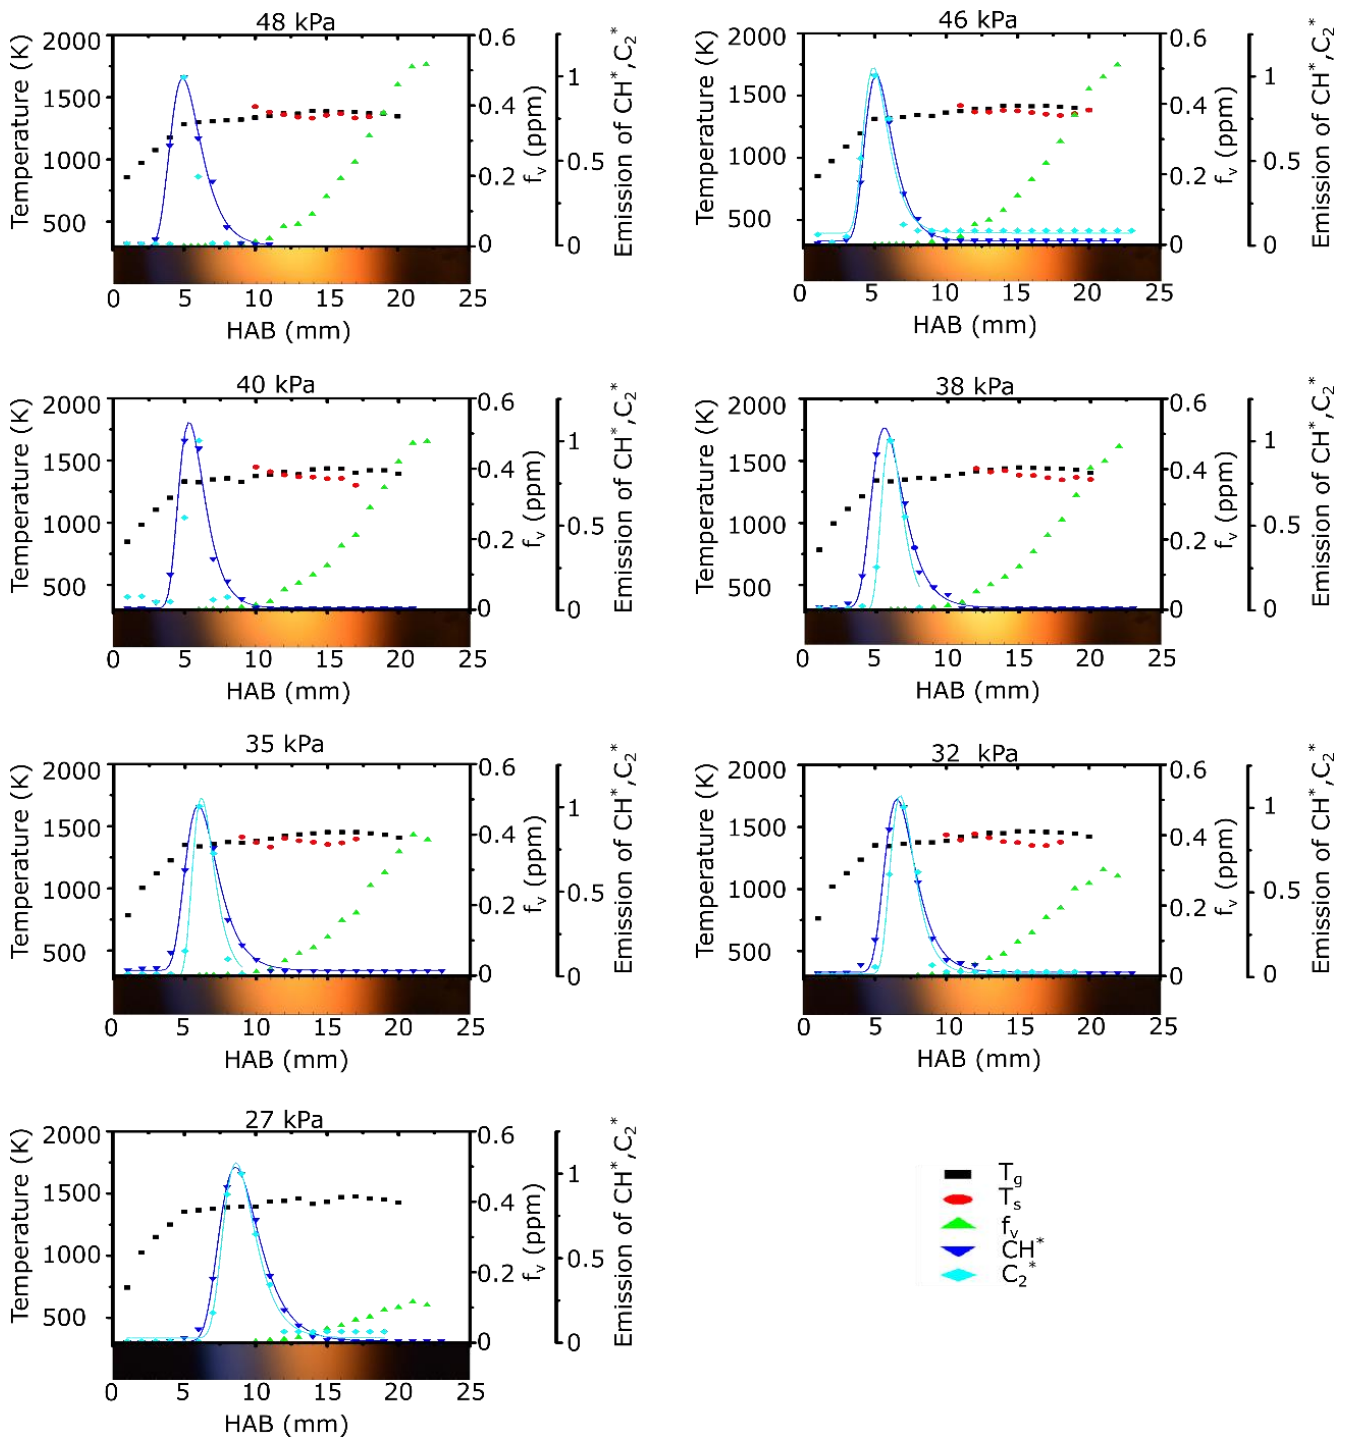 48 kPa
46 kPa
Temperature (K)
2000
1500
1000
500
0.6
0.4
0.2
0
f_v (ppm)
1
0.5
0
Emission of CH*,C₂*
0 5 10 15 20 25
HAB (mm)
Temperature (K)
2000
1500
1000
500
0.6
0.4
0.2
0
f_v (ppm)
1
0.5
0
Emission of CH*,C₂*
0 5 10 15 20 25
HAB (mm)
40 kPa
38 kPa
Temperature (K)
2000
1500
1000
500
0.6
0.4
0.2
0
f_v (ppm)
1
0.5
0
Emission of CH*,C₂*
0 5 10 15 20 25
HAB (mm)
Temperature (K)
2000
1500
1000
500
0.6
0.4
0.2
0
f_v (ppm)
1
0.5
0
Emission of CH*,C₂*
0 5 10 15 20 25
HAB (mm)
35 kPa
32 kPa
Temperature (K)
2000
1500
1000
500
0.6
0.4
0.2
0
f_v (ppm)
1
0.5
0
Emission of CH*,C₂*
0 5 10 15 20 25
HAB (mm)
Temperature (K)
2000
1500
1000
500
0.6
0.4
0.2
0
f_v (ppm)
1
0.5
0
Emission of CH*,C₂*
0 5 10 15 20 25
HAB (mm)
27 kPa
Temperature (K)
2000
1500
1000
500
0.6
0.4
0.2
0
f_v (ppm)
1
0.5
0
Emission of CH*,C₂*
0 5 10 15 20 25
HAB (mm)
T_g
T_s
f_v
CH*
C₂*